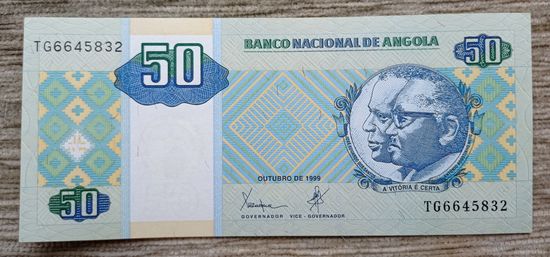 TG6645832
50
BANCO NACIONAL DE ANGOLA
50
OUTUBRO DE 1999
A VITÓRIA É CERTA
50
GOVERNADOR VICE - GOVERNADOR
TG6645832